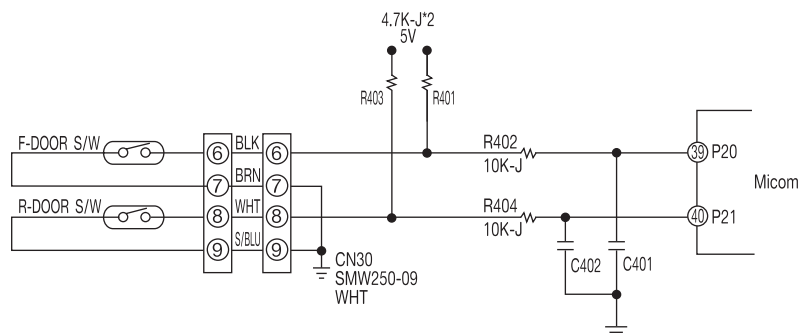 4.7K-J*2
5V
R403
R401
F-DOOR S/W
6
BLK
6
R402
10K-J
39
P20
7
BRN
7
Micom
R-DOOR S/W
8
WHT
8
R404
10K-J
40
P21
9
S/BLU
9
CN30
SMW250-09
WHT
C402
C401